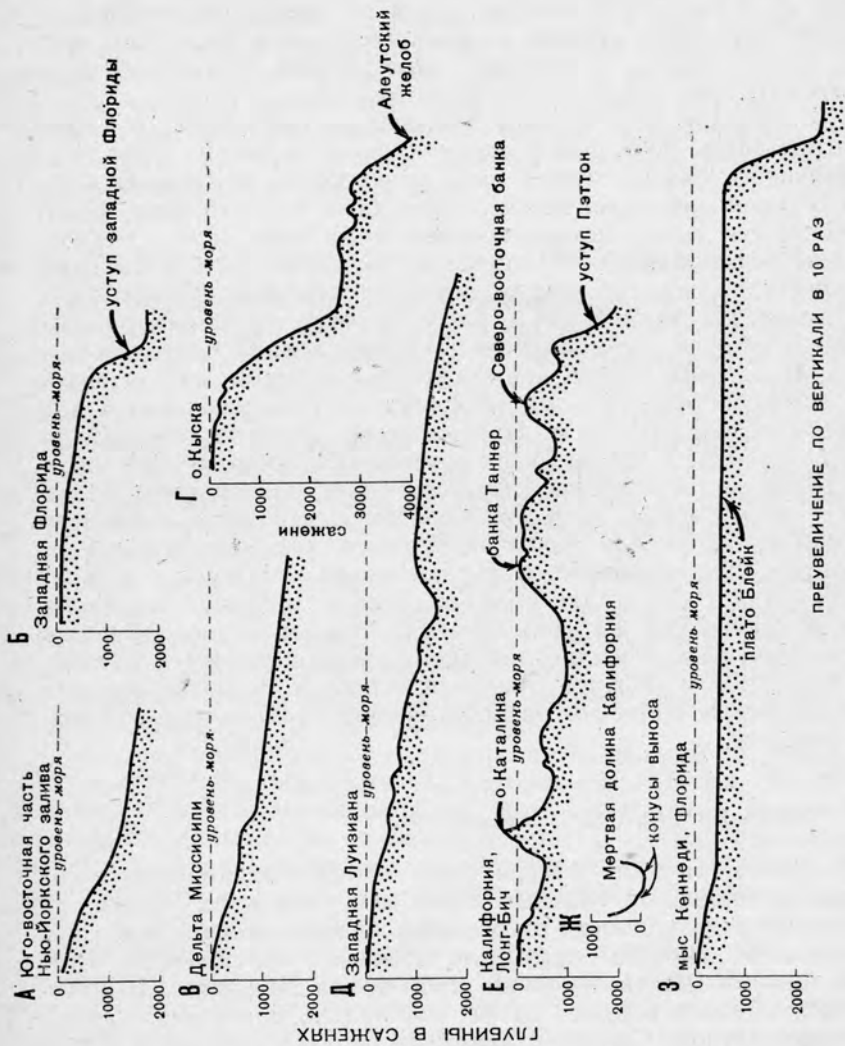 ГЛУБИНЫ В САЖЕНЯХ
А Юго-восточная часть
Нью-Йоркского залива
уровень моря
0
1000
2000
Б
Западная Флорида
уровень моря
уступ западной Флориды
0
1000
2000
В Дельта Миссисипи
уровень моря
0
1000
2000
Г о.Кыска
уровень моря
Алеутский
желоб
0
1000
2000
3000
4000
сажени
Д Западная Луизиана
уровень моря
0
1000
2000
Е Калифорния,
Лонг-Бич
о.Каталина
уровень моря
банка Таннер
Северо-восточная банка
уступ Пэттон
0
1000
2000
Ж
Мертвая долина Калифорния
конусы выноса
1000
0
З мыс Кеннеди, Флорида
уровень моря
плато Блейк
0
1000
2000
ПРЕУВЕЛИЧЕНИЕ ПО ВЕРТИКАЛИ В 10 РАЗ